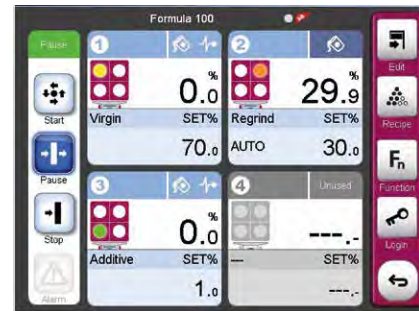 Formula 100
Pause
Start
Pause
Stop
Alarm
1
%
0.0
Virgin SET%
70.0
2
%
29.9
Regrind SET%
AUTO 30.0
3
%
0.0
Additive SET%
1.0
4 Unused
---.-
--- SET%
---.-
Edit
Recipe
Fn
Function
Login